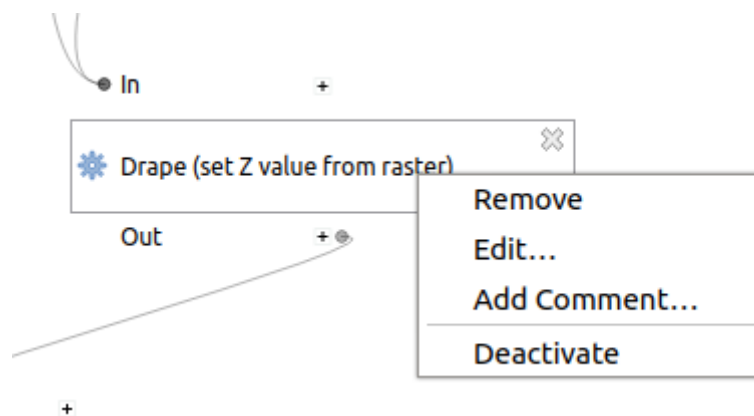 In
+
Drape (set Z value from raster)
Remove
Out
+
Edit...
Add Comment...
Deactivate
+